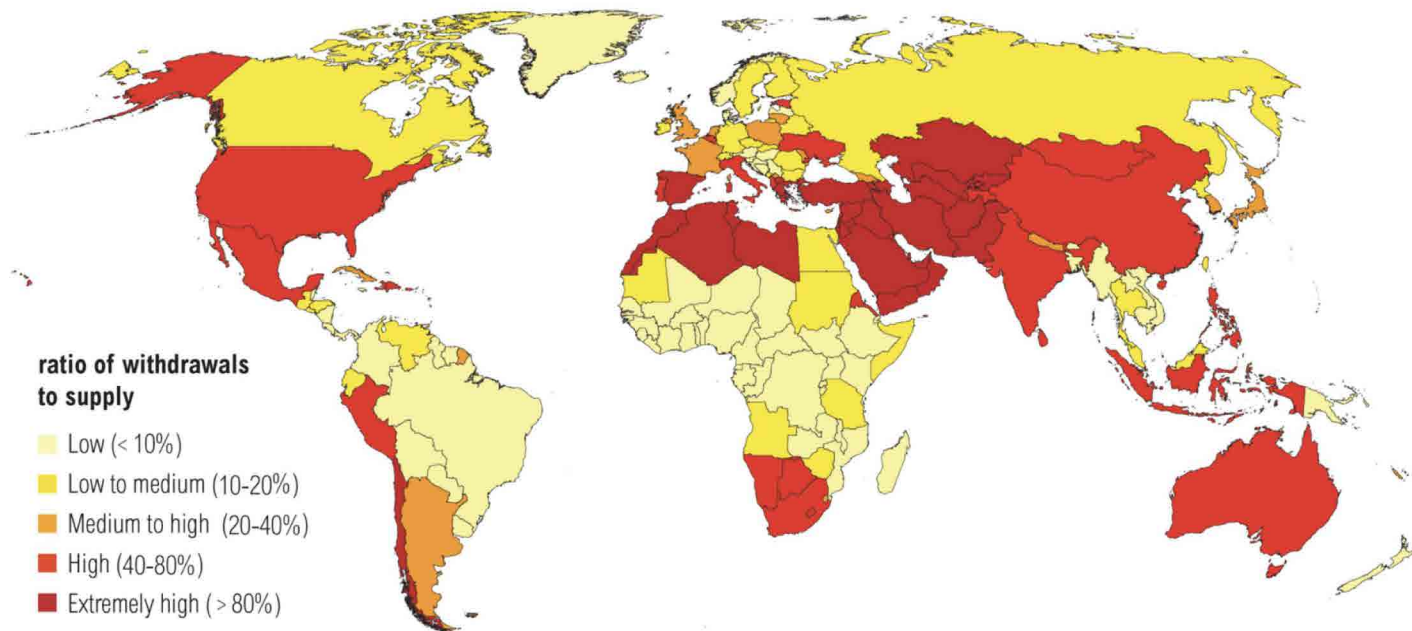 ratio of withdrawals
to supply
Low (< 10%)
Low to medium (10-20%)
Medium to high (20-40%)
High (40-80%)
Extremely high (> 80%)